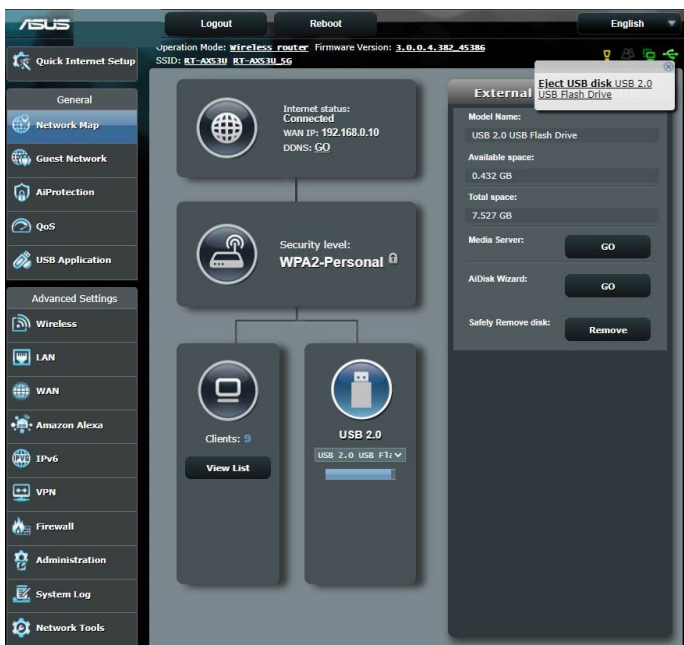 ASUS
Logout
Reboot
English
Operation Mode: Wireless router Firmware Version: 3.0.0.4.382_45386
SSID: RT-AX53U RT-AX53U_5G
Quick Internet Setup
General
Network Map
Guest Network
AiProtection
QoS
USB Application
Advanced Settings
Wireless
LAN
WAN
Amazon Alexa
IPv6
VPN
Firewall
Administration
System Log
Network Tools
Internet status:
Connected
WAN IP: 192.168.0.10
DDNS: GO
Security level:
WPA2-Personal
Clients: 9
View List
USB 2.0
USB 2.0 USB Fla
External
Eject USB disk USB 2.0
USB Flash Drive
Model Name:
USB 2.0 USB Flash Drive
Available space:
0.432 GB
Total space:
7.527 GB
Media Server:
GO
AiDisk Wizard:
GO
Safely Remove disk:
Remove